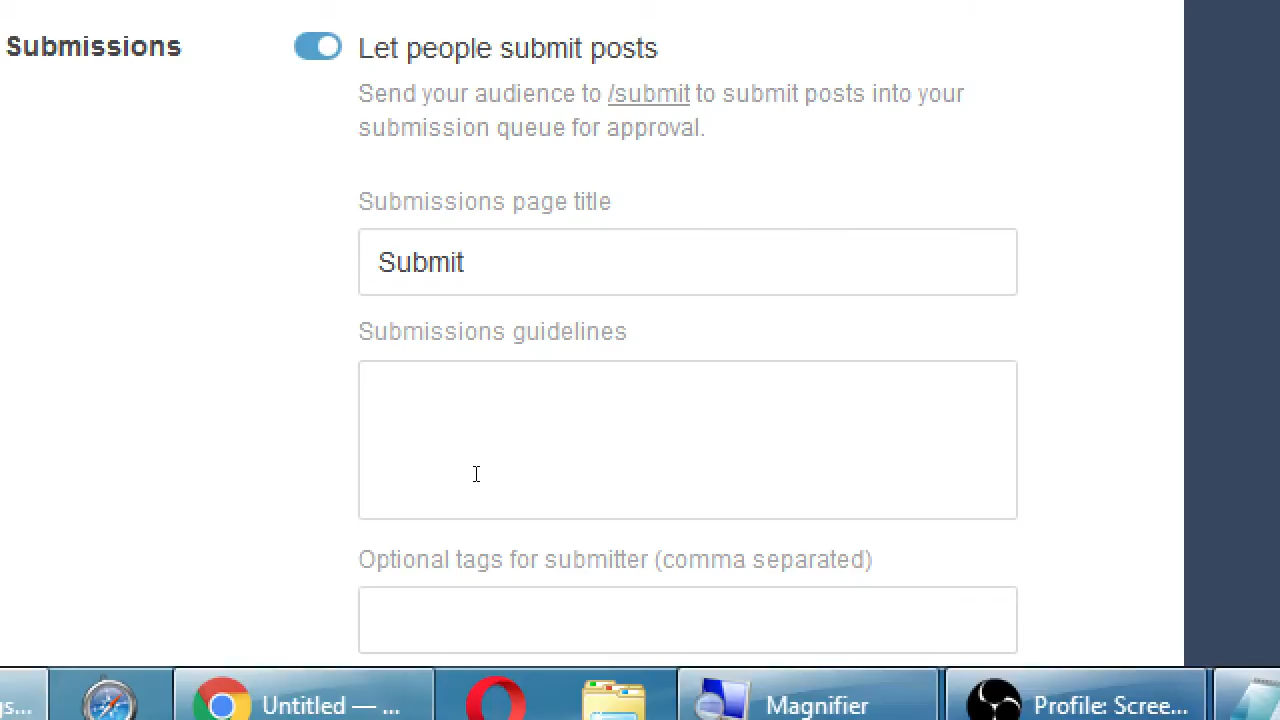 Submissions
Let people submit posts
Send your audience to /submit to submit posts into your
submission queue for approval.
Submissions page title
Submit
Submissions guidelines
Optional tags for submitter (comma separated)
gs...
Untitled — ...
Magnifier
Profile: Scree...